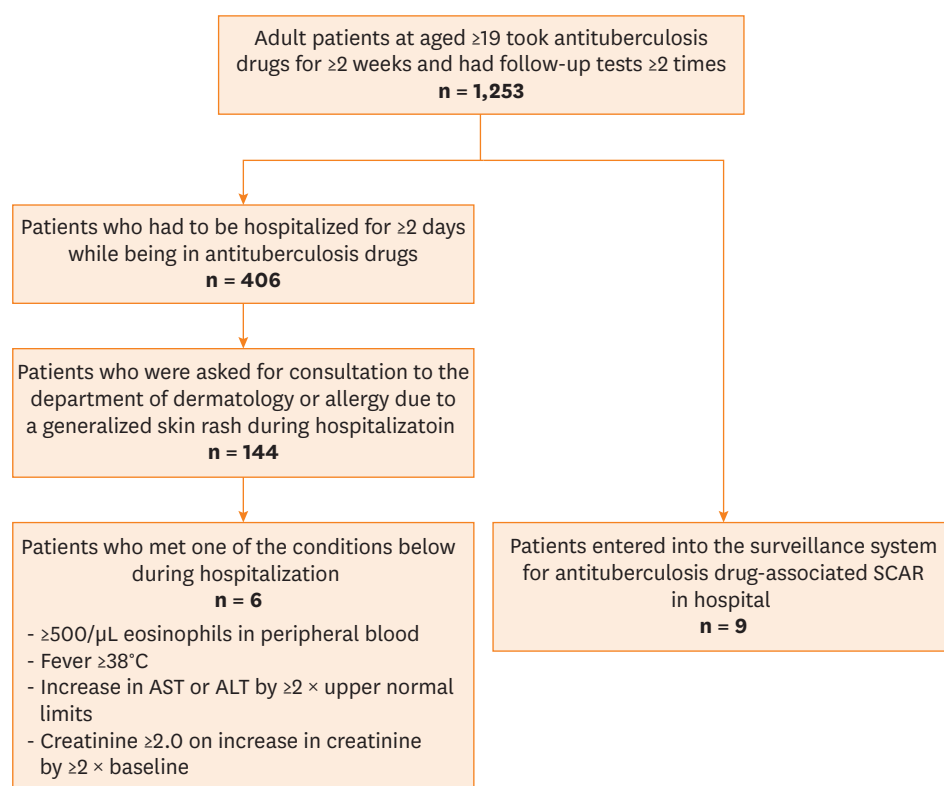 Adult patients at aged ≥19 took antituberculosis
drugs for ≥2 weeks and had follow-up tests ≥2 times
n = 1,253
Patients who had to be hospitalized for ≥2 days
while being in antituberculosis drugs
n = 406
Patients who were asked for consultation to the
department of dermatology or allergy due to
a generalized skin rash during hospitalizatoin
n = 144
Patients who met one of the conditions below
during hospitalization
n = 6
- ≥500/μL eosinophils in peripheral blood
- Fever ≥38°C
- Increase in AST or ALT by ≥2 × upper normal
limits
- Creatinine ≥2.0 on increase in creatinine
by ≥2 × baseline
Patients entered into the surveillance system
for antituberculosis drug-associated SCAR
in hospital
n = 9